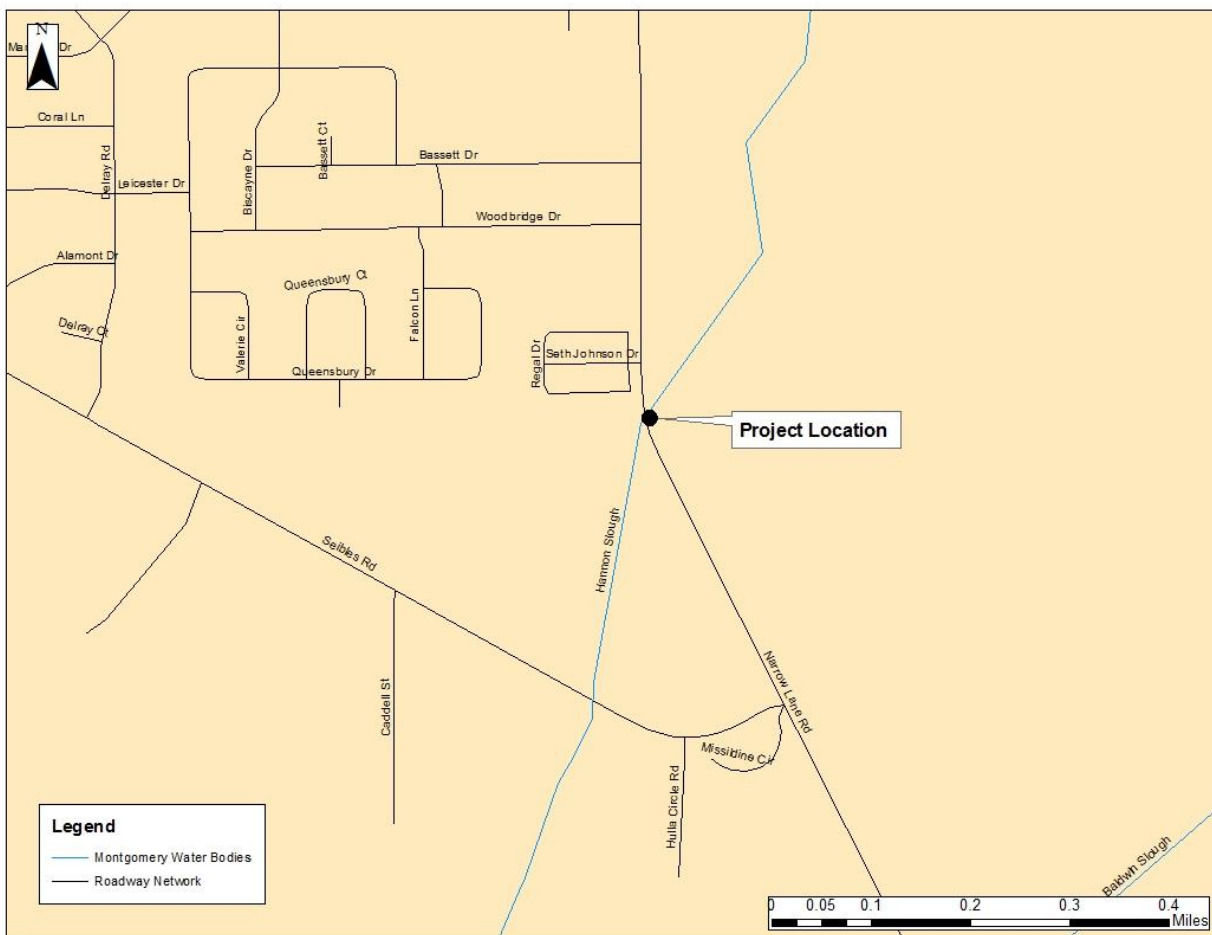 N
Dr
Coral Ln
Delray Rd
Leicester Dr
Biscayne Dr
Bassett Ct
Bassett Dr
Woodbridge Dr
Alamont Dr
Queensbury Ct
Delray Ct
Valerie Cir
Falcon Ln
Queensbury Dr
Regal Dr
Seth Johnson Dr
Project Location
Hannon Slough
Seibles Rd
Caddell St
Narrow Lane Rd
Missildine Cir
Hulla Circle Rd
Baldwin Slough
Legend
Montgomery Water Bodies
Roadway Network
0 0.05 0.1 0.2 0.3 0.4
Miles